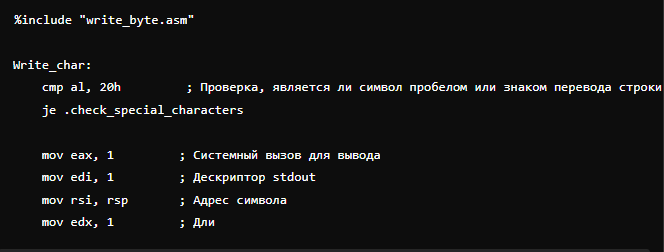 %include "write_byte.asm"
Write_char:
cmp al, 20h ; Проверка, является ли символ пробелом или знаком перевода строки
je .check_special_characters
mov eax, 1 ; Системный вызов для вывода
mov edi, 1 ; Дескриптор stdout
mov rsi, rsp ; Адрес символа
mov edx, 1 ; Дли